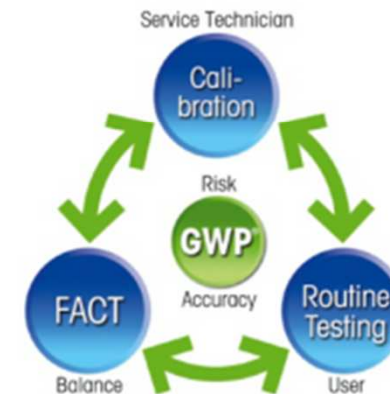 Service Technician
Cali-
bration
Risk
GWP®
Accuracy
FACT
Routine
Testing
Balance
User